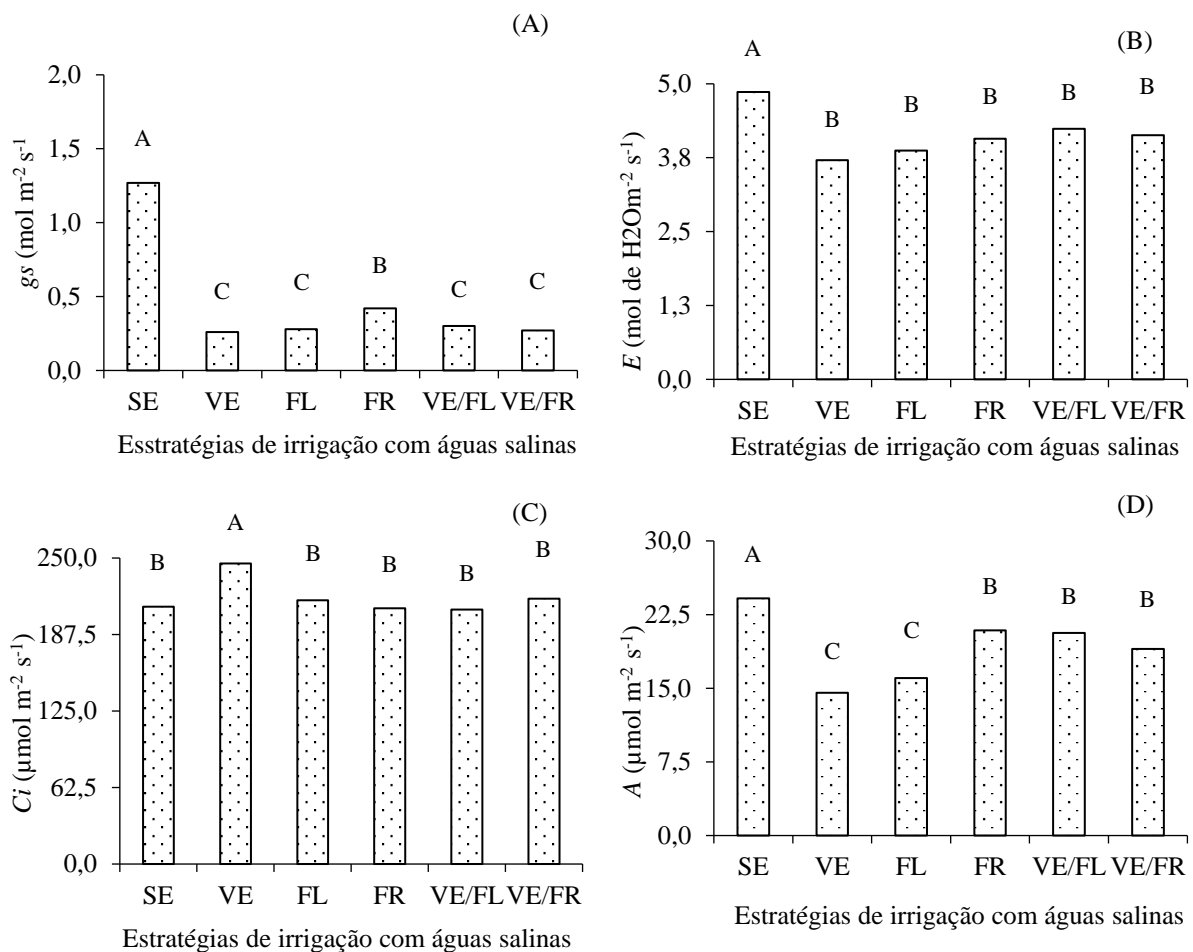 (A)
2,0
1,5
1,0
0,5
0,0
gs (mol m-2 s-1)
A
C
C
B
C
C
SE VE FL FR VE/FL VE/FR
Esstratégias de irrigação com águas salinas
(B)
5,0
3,8
2,5
1,3
0,0
E (mol de H2Om-2 s-1)
A
B
B
B
B
B
SE VE FL FR VE/FL VE/FR
Estratégias de irrigação com águas salinas
(C)
250,0
187,5
125,0
62,5
0,0
Ci (μmol m-2 s-1)
B
A
B
B
B
B
SE VE FL FR VE/FL VE/FR
Estratégias de irrigação com águas salinas
(D)
30,0
22,5
15,0
7,5
0,0
A (μmol m-2 s-1)
A
C
C
B
B
B
SE VE FL FR VE/FL VE/FR
Estratégias de irrigação com águas salinas